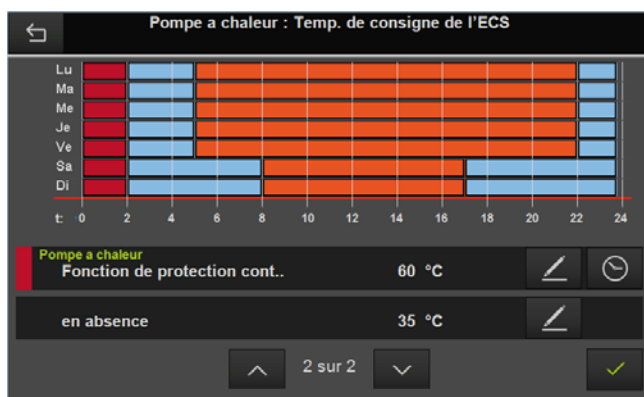 Pompe a chaleur : Temp. de consigne de l'ECS
Lu
Ma
Me
Je
Ve
Sa
Di
t: 0 2 4 6 8 10 12 14 16 18 20 22 24
Pompe a chaleur
Fonction de protection cont.. 60 °C
en absence 35 °C
2 sur 2